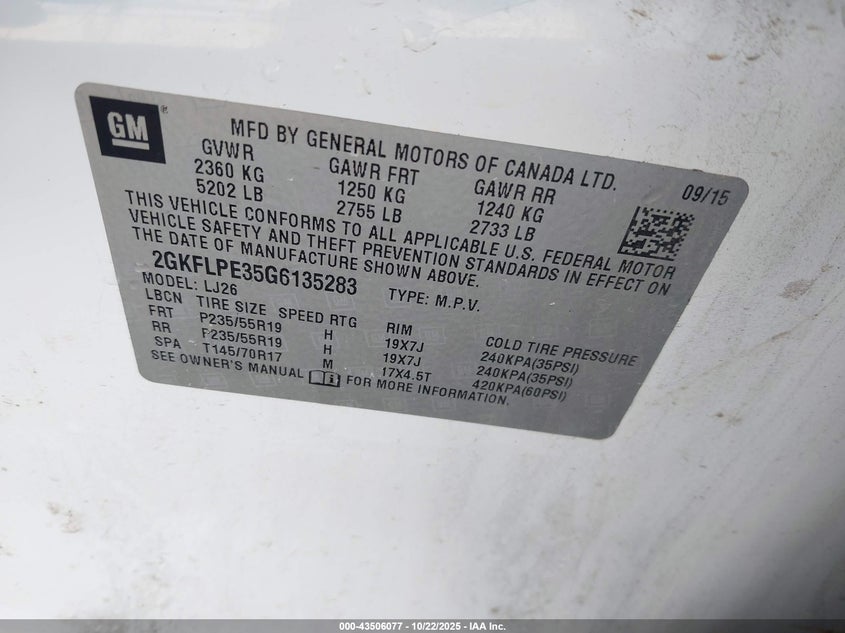 GM®
MFD BY GENERAL MOTORS OF CANADA LTD.
09/15
GVWR GAWR FRT GAWR RR
2360 KG 1250 KG 1240 KG
5202 LB 2755 LB 2733 LB
THIS VEHICLE CONFORMS TO ALL APPLICABLE U.S. FEDERAL MOTOR
VEHICLE SAFETY AND THEFT PREVENTION STANDARDS IN EFFECT ON
THE DATE OF MANUFACTURE SHOWN ABOVE.
2GKFLPE35G6135283 TYPE: M.P.V.
MODEL: LJ26
LBCN TIRE SIZE SPEED RTG RIM COLD TIRE PRESSURE
FRT P235/55R19 H 19X7J 240KPA(35PSI)
RR P235/55R19 H 19X7J 240KPA(35PSI)
SPA T145/70R17 M 17X4.5T 420KPA(60PSI)
SEE OWNER'S MANUAL FOR MORE INFORMATION.
000-43506077 - 10/22/2025 - IAA Inc.